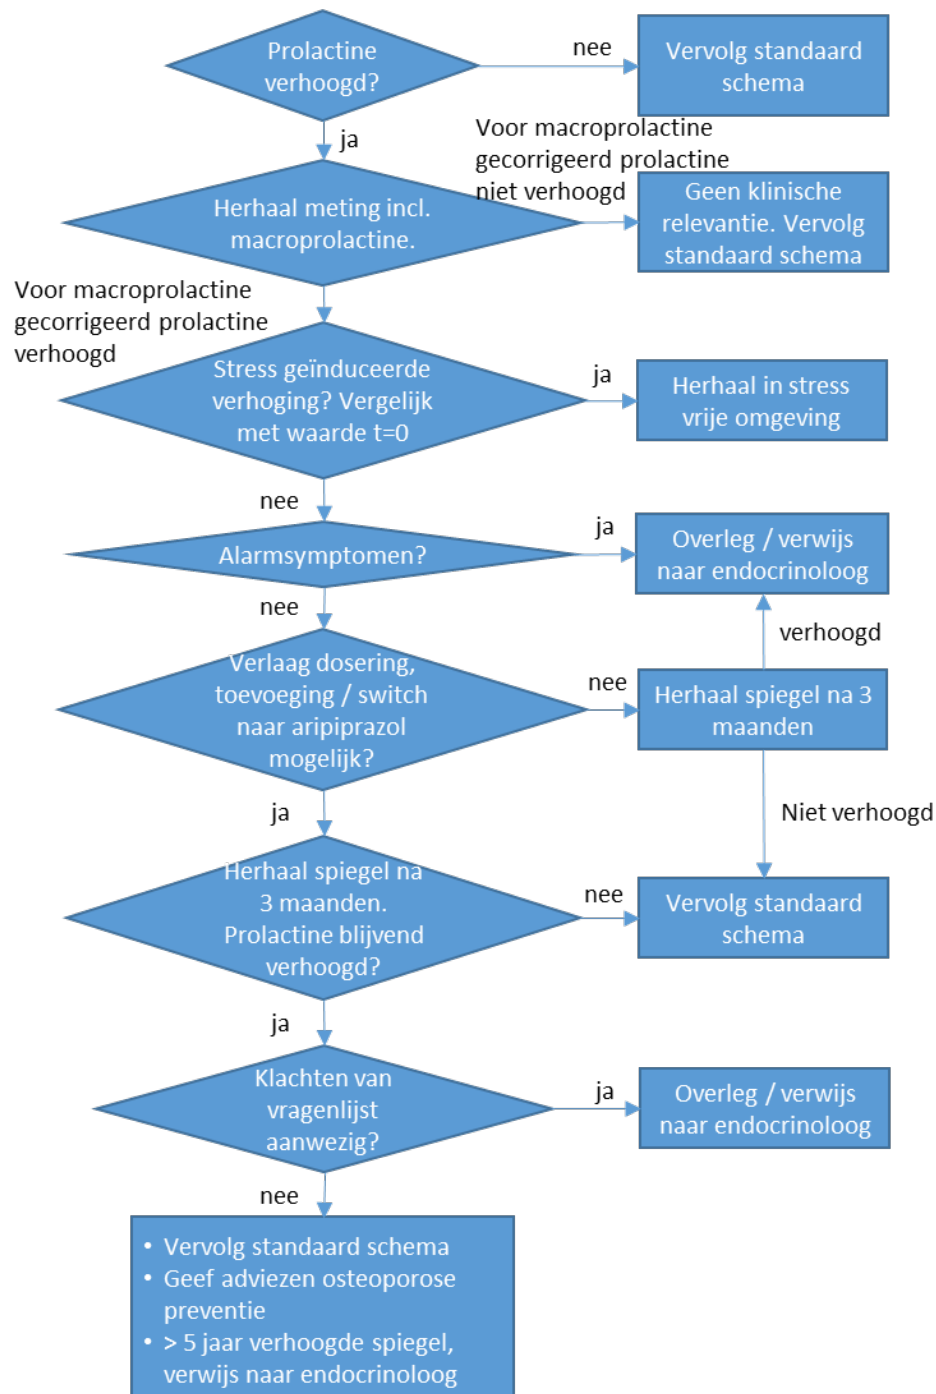 Prolactine
verhoogd?
nee
Vervolg standaard
schema
ja
Voor macroprolactine
gecorrigeerd prolactine
niet verhoogd
Herhaal meting incl.
macroprolactine.
Geen klinische
relevantie. Vervolg
standaard schema
Voor macroprolactine
gecorrigeerd prolactine
verhoogd
Stress geïnduceerde
verhoging? Vergelijk
met waarde t=0
ja
Herhaal in stress
vrije omgeving
nee
Alarmsymptomen?
ja
Overleg / verwijs
naar endocrinoloog
nee
verhoogd
Verlaag dosering,
toevoeging / switch
naar aripiprazol
mogelijk?
nee
Herhaal spiegel na 3
maanden
ja
Niet verhoogd
Herhaal spiegel na
3 maanden.
Prolactine blijvend
verhoogd?
nee
Vervolg standaard
schema
ja
Klachten van
vragenlijst
aanwezig?
ja
Overleg / verwijs
naar endocrinoloog
nee
• Vervolg standaard schema
• Geef adviezen osteoporose
preventie
• > 5 jaar verhoogde spiegel,
verwijs naar endocrinoloog